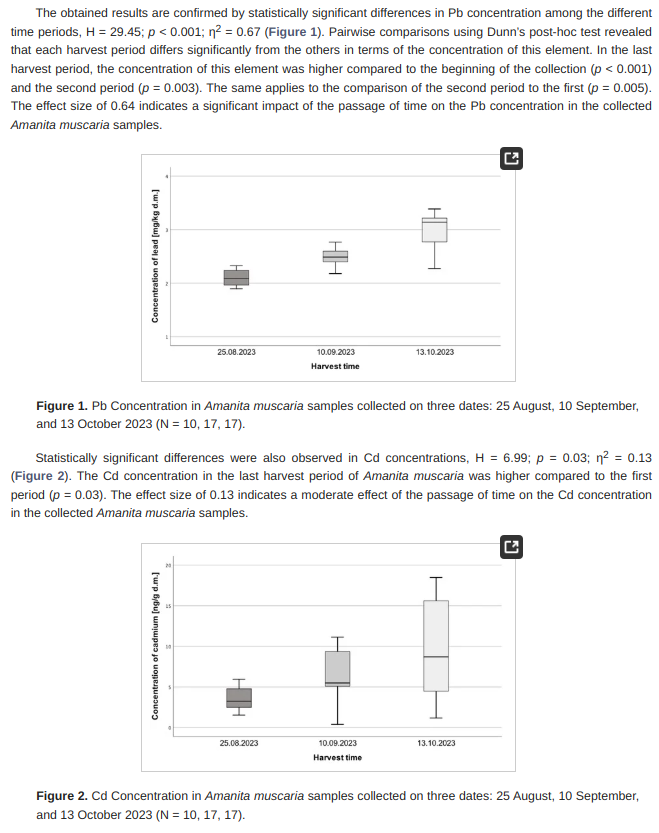 The obtained results are confirmed by statistically significant differences in Pb concentration among the different
time periods, H = 29.45; p < 0.001; η² = 0.67 (Figure 1). Pairwise comparisons using Dunn's post-hoc test revealed
that each harvest period differs significantly from the others in terms of the concentration of this element. In the last
harvest period, the concentration of this element was higher compared to the beginning of the collection (p < 0.001)
and the second period (p = 0.003). The same applies to the comparison of the second period to the first (p = 0.005).
The effect size of 0.64 indicates a significant impact of the passage of time on the Pb concentration in the collected
Amanita muscaria samples.
Concentration of lead [mg/kg d.m.]
4
3
2
1
25.08.2023 10.09.2023 13.10.2023
Harvest time
Figure 1. Pb Concentration in Amanita muscaria samples collected on three dates: 25 August, 10 September,
and 13 October 2023 (N = 10, 17, 17).
Statistically significant differences were also observed in Cd concentrations, H = 6.99; p = 0.03; η² = 0.13
(Figure 2). The Cd concentration in the last harvest period of Amanita muscaria was higher compared to the first
period (p = 0.03). The effect size of 0.13 indicates a moderate effect of the passage of time on the Cd concentration
in the collected Amanita muscaria samples.
Concentration of cadmium [ng/g d.m.]
20
15
10
5
0
25.08.2023 10.09.2023 13.10.2023
Harvest time
Figure 2. Cd Concentration in Amanita muscaria samples collected on three dates: 25 August, 10 September,
and 13 October 2023 (N = 10, 17, 17).